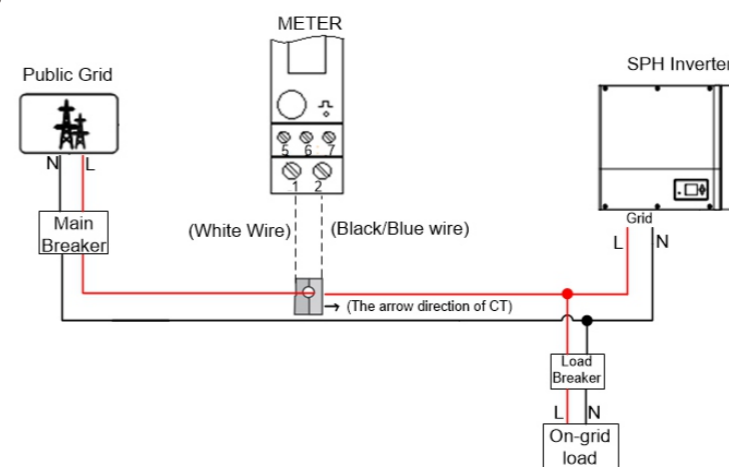 METER
Public Grid
SPH Inverter
5 6 7
1 2
N L
Main
Breaker
(White Wire)
(Black/Blue wire)
Grid
L N
(The arrow direction of CT)
Load
Breaker
L N
On-grid
load